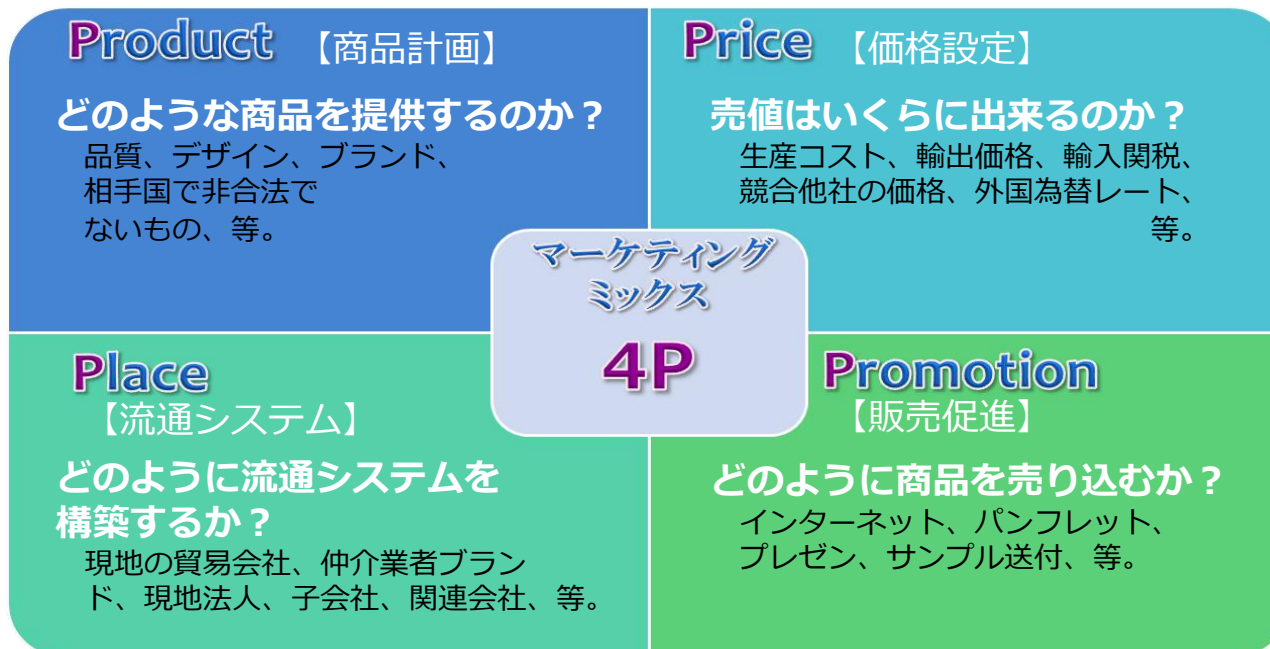 Product 【商品計画】
どのような商品を提供するのか？
品質、デザイン、ブランド、
相手国で非合法で
ないもの、等。
Price 【価格設定】
売値はいくらに出来るのか？
生産コスト、輸出価格、輸入関税、
競合他社の価格、外国為替レート、
等。
マーケティング
ミックス
4P
Place
【流通システム】
どのように流通システムを
構築するか？
現地の貿易会社、仲介業者ブラン
ド、現地法人、子会社、関連会社、等。
Promotion
【販売促進】
どのように商品を売り込むか？
インターネット、パンフレット、
プレゼン、サンプル送付、等。